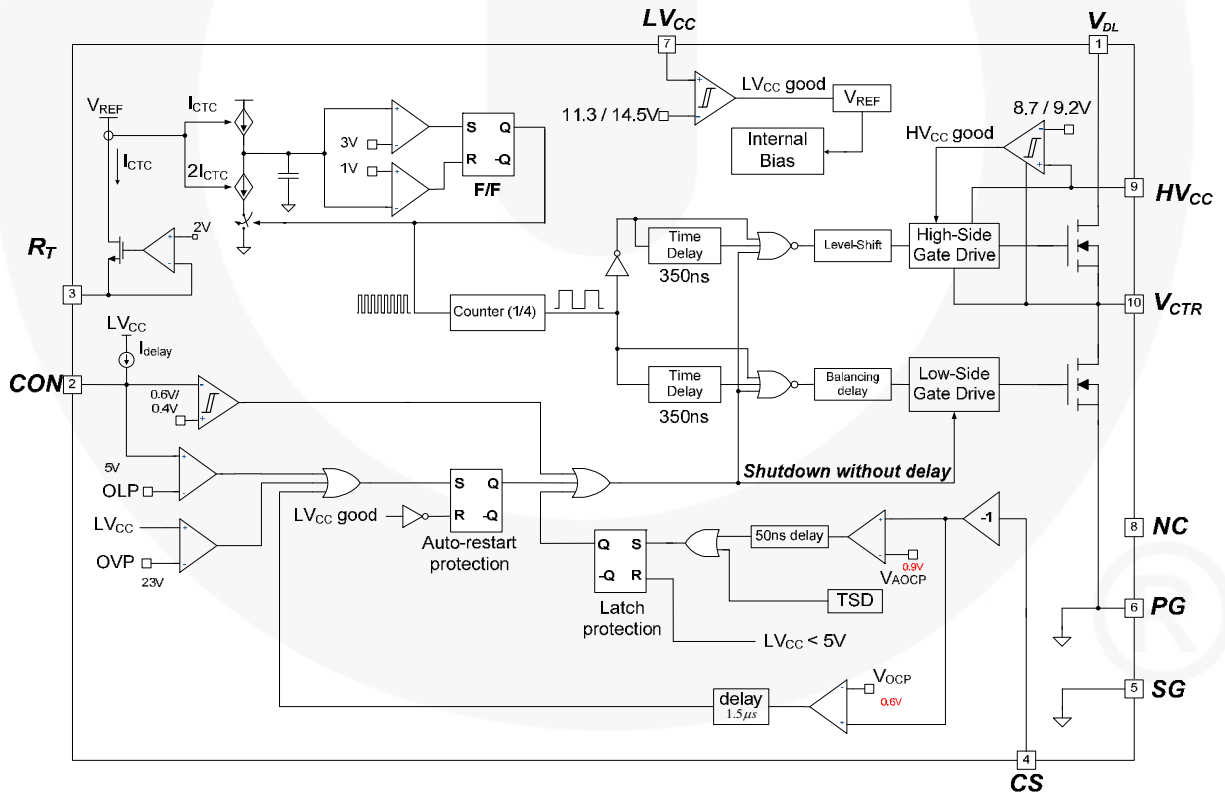 LVCC
VDL
7
1
VREF
ICTC
ICTC
2ICTC
3V
1V
S
Q
R
-Q
F/F
+
-
+
-
+
-
LVCC good
VREF
11.3 / 14.5V
Internal
Bias
8.7 / 9.2V
HVCC good
-
+
9
HVCC
RT
2V
+
-
3
Time
Delay
350ns
Level-Shift
High-Side
Gate Drive
10
VCTR
Counter (1/4)
LVCC
Idelay
CON
2
0.6V/
0.4V
-
+
Time
Delay
350ns
Balancing
delay
Low-Side
Gate Drive
Shutdown without delay
5V
OLP
+
-
LVCC
OVP
23V
+
-
S
Q
R
-Q
LVCC good
Auto-restart
protection
Q
S
-Q
R
Latch
protection
50ns delay
+
-
0.9V
VAOCP
-1
TSD
LVCC < 5V
8
NC
6
PG
5
SG
delay
1.5μs
VOCP
0.6V
-
+
4
CS
®